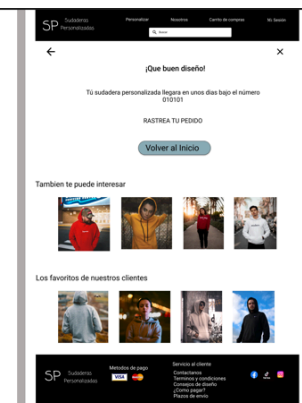 SP Sudaderas Personalizadas
Personalizar Nosotros Carrito de compras Mi Sesión
Buscar
¡Que buen diseño!
Tú sudadera personalizada llegara en unos dias bajo el número
010101
RASTREA TU PEDIDO
Volver al Inicio
Tambien te puede interesar
Los favoritos de nuestros clientes
SP Sudaderas Personalizadas
Metodos de pago
VISA
Servicio al cliente
Contactanos
Terminos y condiciones
Consejos de diseño
¿Como pagar?
Plazos de envio